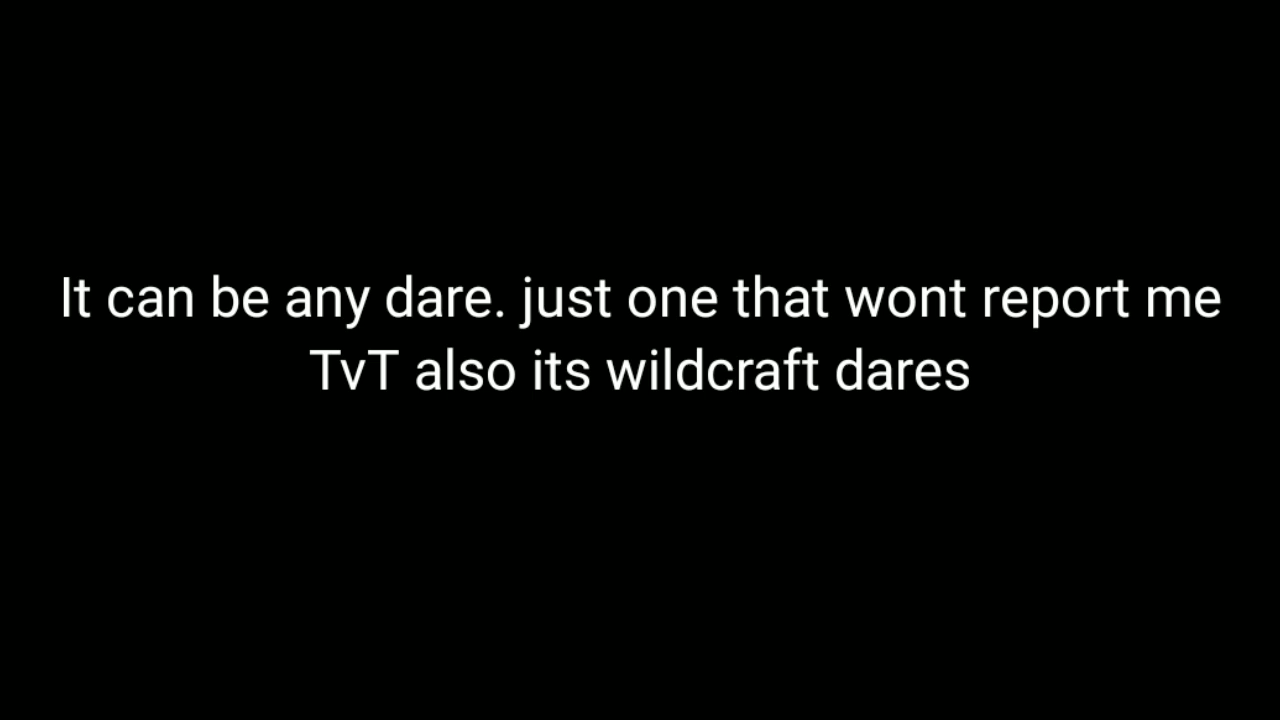 It can be any dare. just one that wont report me
TvT also its wildcraft dares